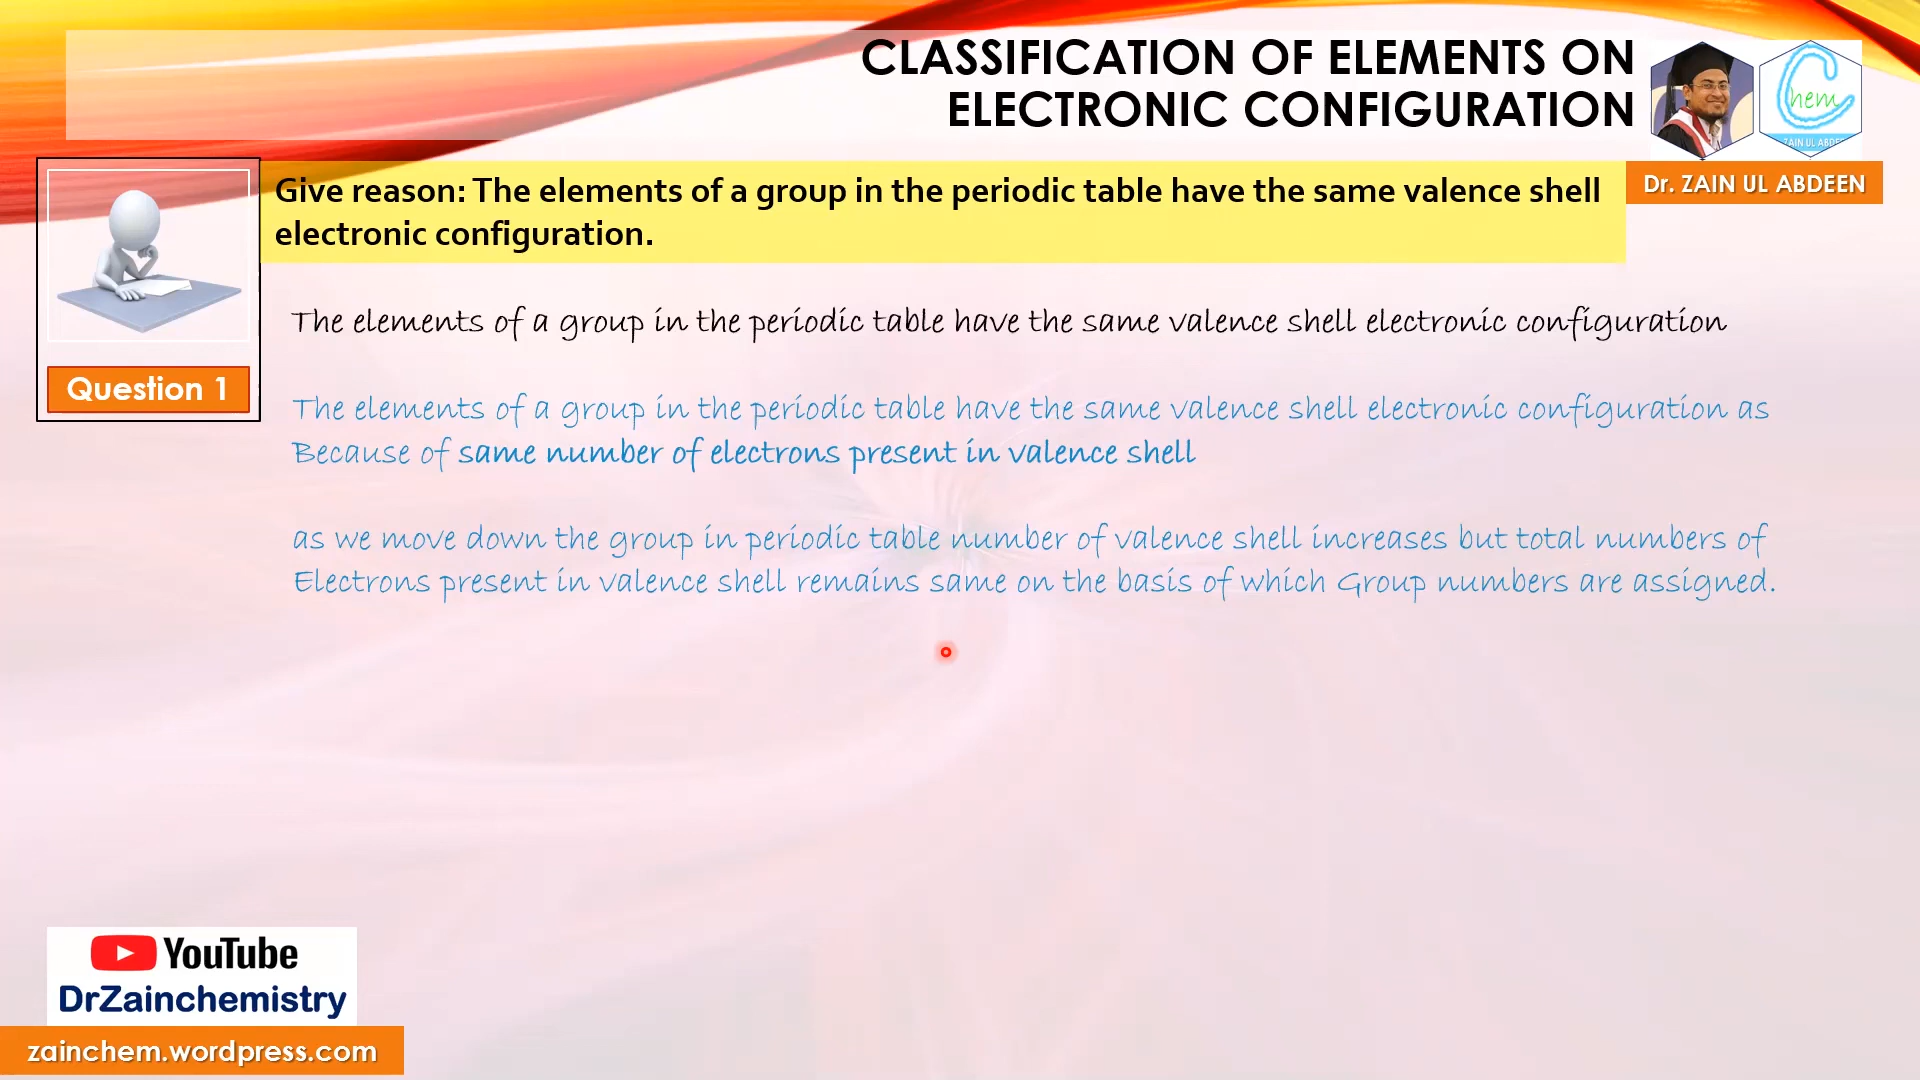 CLASSIFICATION OF ELEMENTS ON
ELECTRONIC CONFIGURATION
Chem
ZAIN UL ABDE
Dr. ZAIN UL ABDEEN
Give reason: The elements of a group in the periodic table have the same valence shell
electronic configuration.
Question 1
The elements of a group in the periodic table have the same valence shell electronic configuration
The elements of a group in the periodic table have the same valence shell electronic configuration as
Because of same number of electrons present in valence shell
as we move down the group in periodic table number of valence shell increases but total numbers of
Electrons present in valence shell remains same on the basis of which Group numbers are assigned.
YouTube
DrZainchemistry
zainchem.wordpress.com